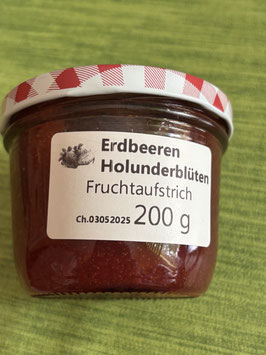 Erdbeeren
Holunderblüten
Fruchtaufstrich
Ch.03052025 200 g